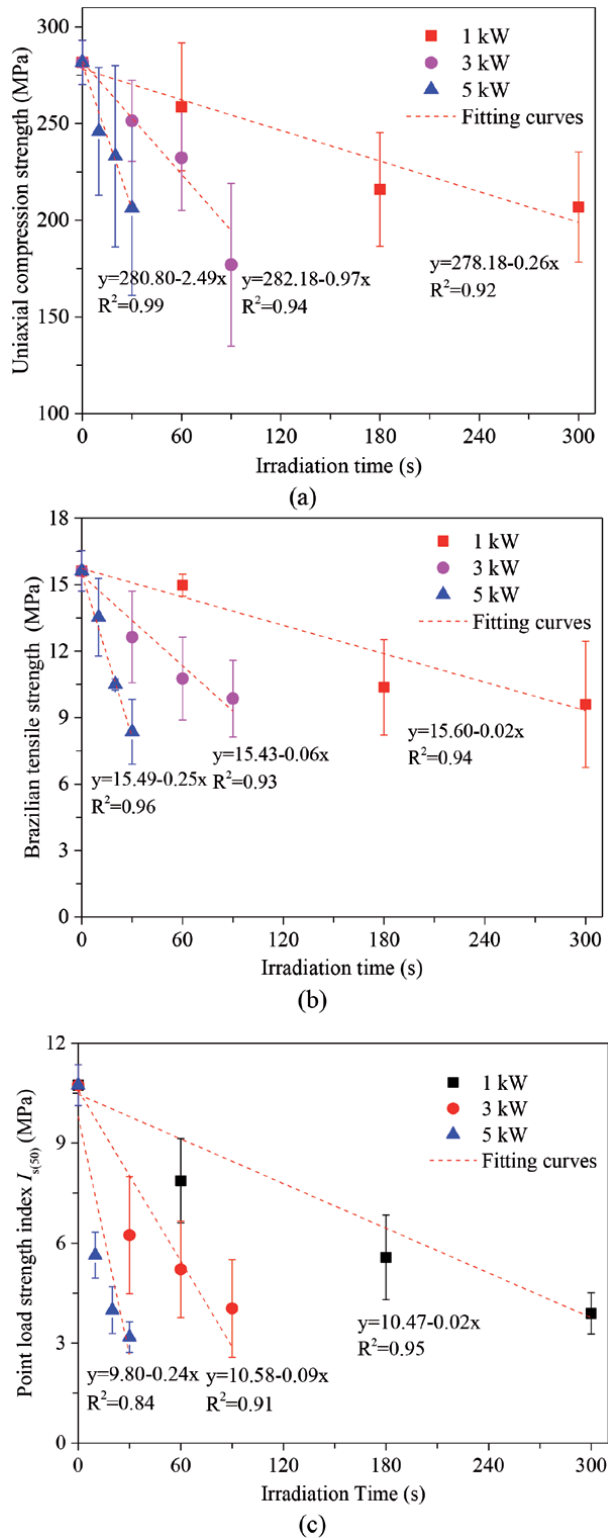 300
250
200
150
100
Uniaxial compression strength (MPa)
1 kW
3 kW
5 kW
Fitting curves
y=280.80-2.49x
R²=0.99
y=282.18-0.97x
R²=0.94
y=278.18-0.26x
R²=0.92
0 60 120 180 240 300
Irradiation time (s)
(a)
18
15
12
9
6
3
0
Brazilian tensile strength (MPa)
1 kW
3 kW
5 kW
Fitting curves
y=15.49-0.25x
R²=0.96
y=15.43-0.06x
R²=0.93
y=15.60-0.02x
R²=0.94
0 60 120 180 240 300
Irradiation time (s)
(b)
12
9
6
3
0
Point load strength index Is(50) (MPa)
1 kW
3 kW
5 kW
Fitting curves
y=9.80-0.24x
R²=0.84
y=10.58-0.09x
R²=0.91
y=10.47-0.02x
R²=0.95
0 60 120 180 240 300
Irradiation Time (s)
(c)